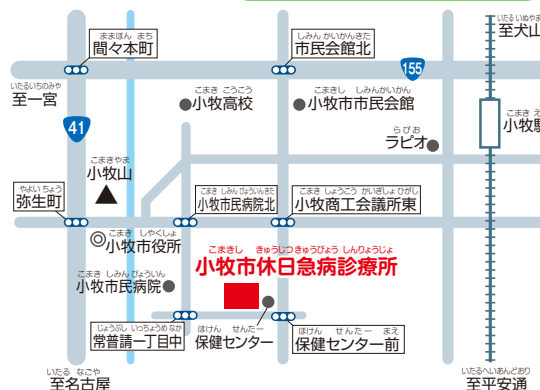 いたるいぬやま
至犬山
ままほん まち
間々本町
しみん かいかんきた
市民会館北
155
いたるいちのみや
至一宮
こまき こうこう
小牧高校
こまきし しみんかいかん
小牧市市民会館
こまき
小牧
らぴお
ラピオ
41
こまきやま
小牧山
やよい ちょう
弥生町
こまき しみん びょういんきた
小牧市民病院北
こまき しょうこう かいぎしょ ひがし
小牧商工会議所東
こまき しやくしょ
小牧市役所
こまきし きゅうじつきゅうびょう しんりょうじょ
小牧市休日急病診療所
こまき しみん びょういん
小牧市民病院
じょうぶし いっちょうめ なか
常普請一丁目中
ほけん せんたー
保健センター
ほけん せんたー まえ
保健センター前
いたる なごや
至名古屋
いたるへいあんどおり
至平安通